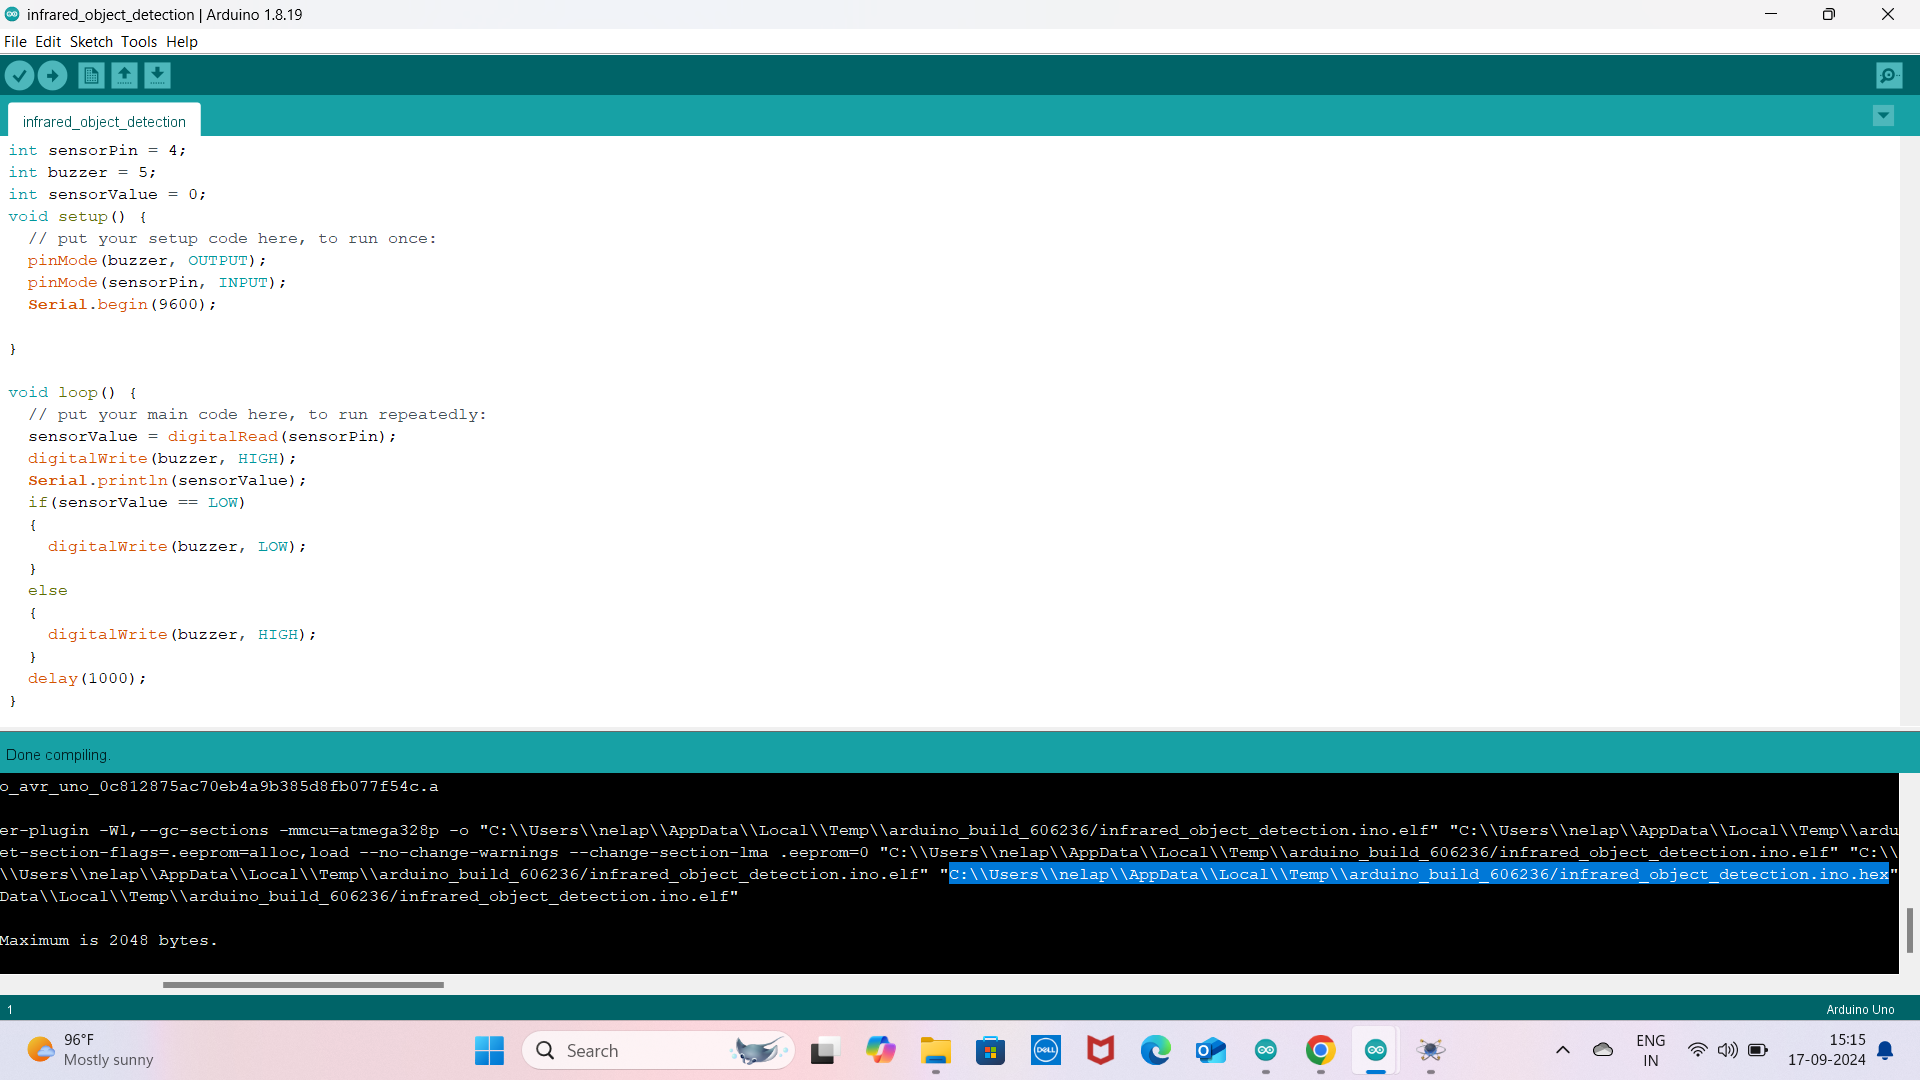 infrared_object_detection | Arduino 1.8.19
File Edit Sketch Tools Help
infrared_object_detection
int sensorPin = 4;
int buzzer = 5;
int sensorValue = 0;
void setup() {
  // put your setup code here, to run once:
  pinMode(buzzer, OUTPUT);
  pinMode(sensorPin, INPUT);
  Serial.begin(9600);
}
void loop() {
  // put your main code here, to run repeatedly:
  sensorValue = digitalRead(sensorPin);
  digitalWrite(buzzer, HIGH);
  Serial.println(sensorValue);
  if(sensorValue == LOW)
  {
    digitalWrite(buzzer, LOW);
  }
  else
  {
    digitalWrite(buzzer, HIGH);
  }
  delay(1000);
}
Done compiling.
o_avr_uno_0c812875ac70eb4a9b385d8fb077f54c.a
er-plugin -Wl,--gc-sections -mmcu=atmega328p -o "C:\\Users\\nelap\\AppData\\Local\\Temp\\arduino_build_606236/infrared_object_detection.ino.elf" "C:\\Users\\nelap\\AppData\\Local\\Temp\\ardu
et-section-flags=.eeprom=alloc,load --no-change-warnings --change-section-lma .eeprom=0 "C:\\Users\\nelap\\AppData\\Local\\Temp\\arduino_build_606236/infrared_object_detection.ino.elf" "C:\\
\\Users\\nelap\\AppData\\Local\\Temp\\arduino_build_606236/infrared_object_detection.ino.elf" "C:\\Users\\nelap\\AppData\\Local\\Temp\\arduino_build_606236/infrared_object_detection.ino.hex"
Data\\Local\\Temp\\arduino_build_606236/infrared_object_detection.ino.elf"
Maximum is 2048 bytes.
1
Arduino Uno
96°F
Mostly sunny
Search
DELL
ENG
IN
15:15
17-09-2024